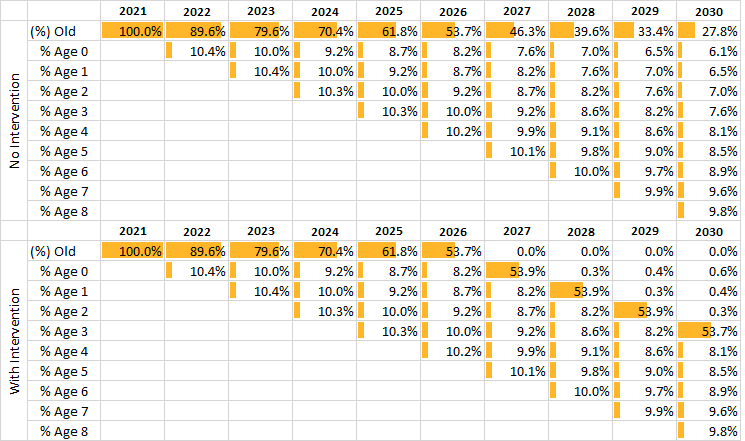 2021 2022 2023 2024 2025 2026 2027 2028 2029 2030
No Intervention
(%) Old 100.0% 89.6% 79.6% 70.4% 61.8% 53.7% 46.3% 39.6% 33.4% 27.8%
% Age 0 10.4% 10.0% 9.2% 8.7% 8.2% 7.6% 7.0% 6.5% 6.1%
% Age 1 10.4% 10.0% 9.2% 8.7% 8.2% 7.6% 7.0% 6.5%
% Age 2 10.3% 10.0% 9.2% 8.7% 8.2% 7.6% 7.0%
% Age 3 10.3% 10.0% 9.2% 8.6% 8.2% 7.6%
% Age 4 10.2% 9.9% 9.1% 8.6% 8.1%
% Age 5 10.1% 9.8% 9.0% 8.5%
% Age 6 10.0% 9.7% 8.9%
% Age 7 9.9% 9.6%
% Age 8 9.8%
2021 2022 2023 2024 2025 2026 2027 2028 2029 2030
With Intervention
(%) Old 100.0% 89.6% 79.6% 70.4% 61.8% 53.7% 0.0% 0.0% 0.0% 0.0%
% Age 0 10.4% 10.0% 9.2% 8.7% 8.2% 53.9% 0.3% 0.4% 0.6%
% Age 1 10.4% 10.0% 9.2% 8.7% 8.2% 53.9% 0.3% 0.4%
% Age 2 10.3% 10.0% 9.2% 8.7% 8.2% 53.9% 0.3%
% Age 3 10.3% 10.0% 9.2% 8.6% 8.2% 53.7%
% Age 4 10.2% 9.9% 9.1% 8.6% 8.1%
% Age 5 10.1% 9.8% 9.0% 8.5%
% Age 6 10.0% 9.7% 8.9%
% Age 7 9.9% 9.6%
% Age 8 9.8%